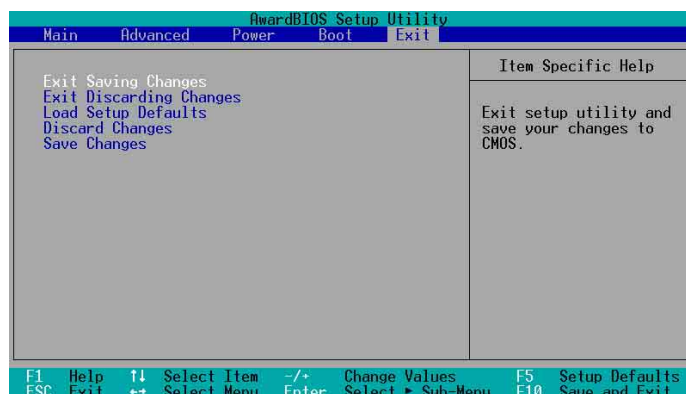 AwardBIOS Setup Utility
Main Advanced Power Boot Exit
Item Specific Help
Exit Saving Changes
Exit Discarding Changes
Load Setup Defaults
Discard Changes
Save Changes
Exit setup utility and
save your changes to
CMOS.
F1 Help ↑↓ Select Item -/+ Change Values F5 Setup Defaults
ESC Exit ←→ Select Menu Enter Select ► Sub-Menu F10 Save and Exit